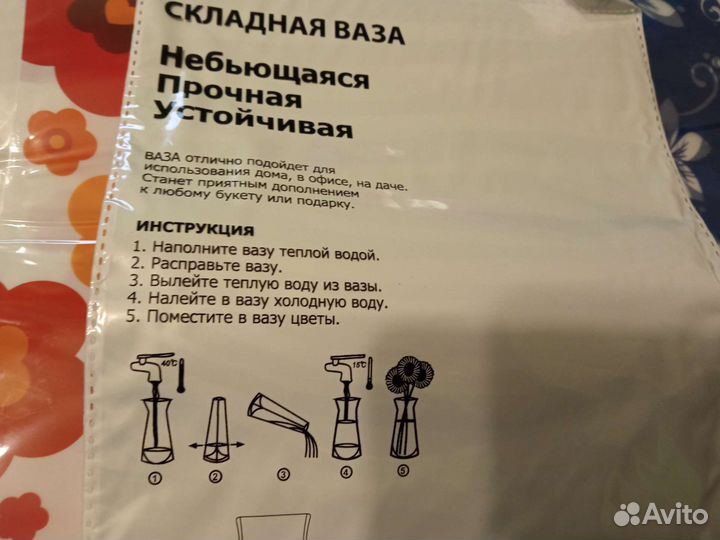 СКЛАДНАЯ ВАЗА
Небьющаяся
Прочная
Устойчивая
ВАЗА отлично подойдет для
использования дома, в офисе, на даче.
Станет приятным дополнением
к любому букету или подарку.
ИНСТРУКЦИЯ
1. Наполните вазу теплой водой.
2. Расправьте вазу.
3. Вылейте теплую воду из вазы.
4. Налейте в вазу холодную воду.
5. Поместите в вазу цветы.
40°C 15°C
1 2 3 4 5
Avito